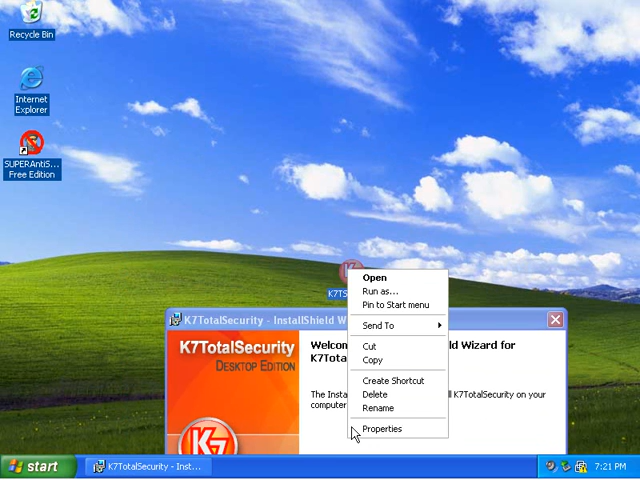 Recycle Bin
Internet
Explorer
SUPERAntiS...
Free Edition
K7TS
Open
Run as...
Pin to Start menu
Send To
Cut
Copy
Create Shortcut
Delete
Rename
Properties
K7TotalSecurity - InstallShield W
K7TotalSecurity
DESKTOP EDITION
K7
Welcom
ld Wizard for
K7Tota
The Insta
ll K7TotalSecurity on your
computer
start
K7TotalSecurity - Inst...
7:21 PM